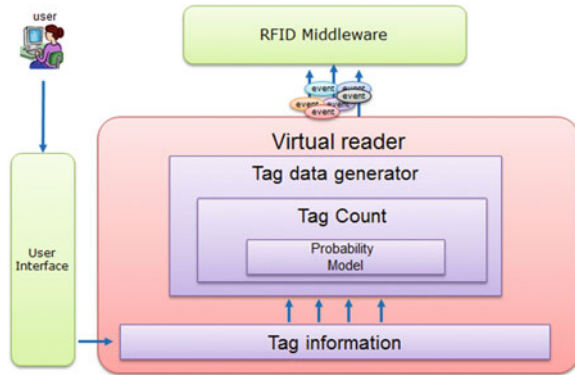 user
RFID Middleware
event
event
event
event
event
event
Virtual reader
Tag data generator
Tag Count
Probability
Model
User
Interface
Tag information